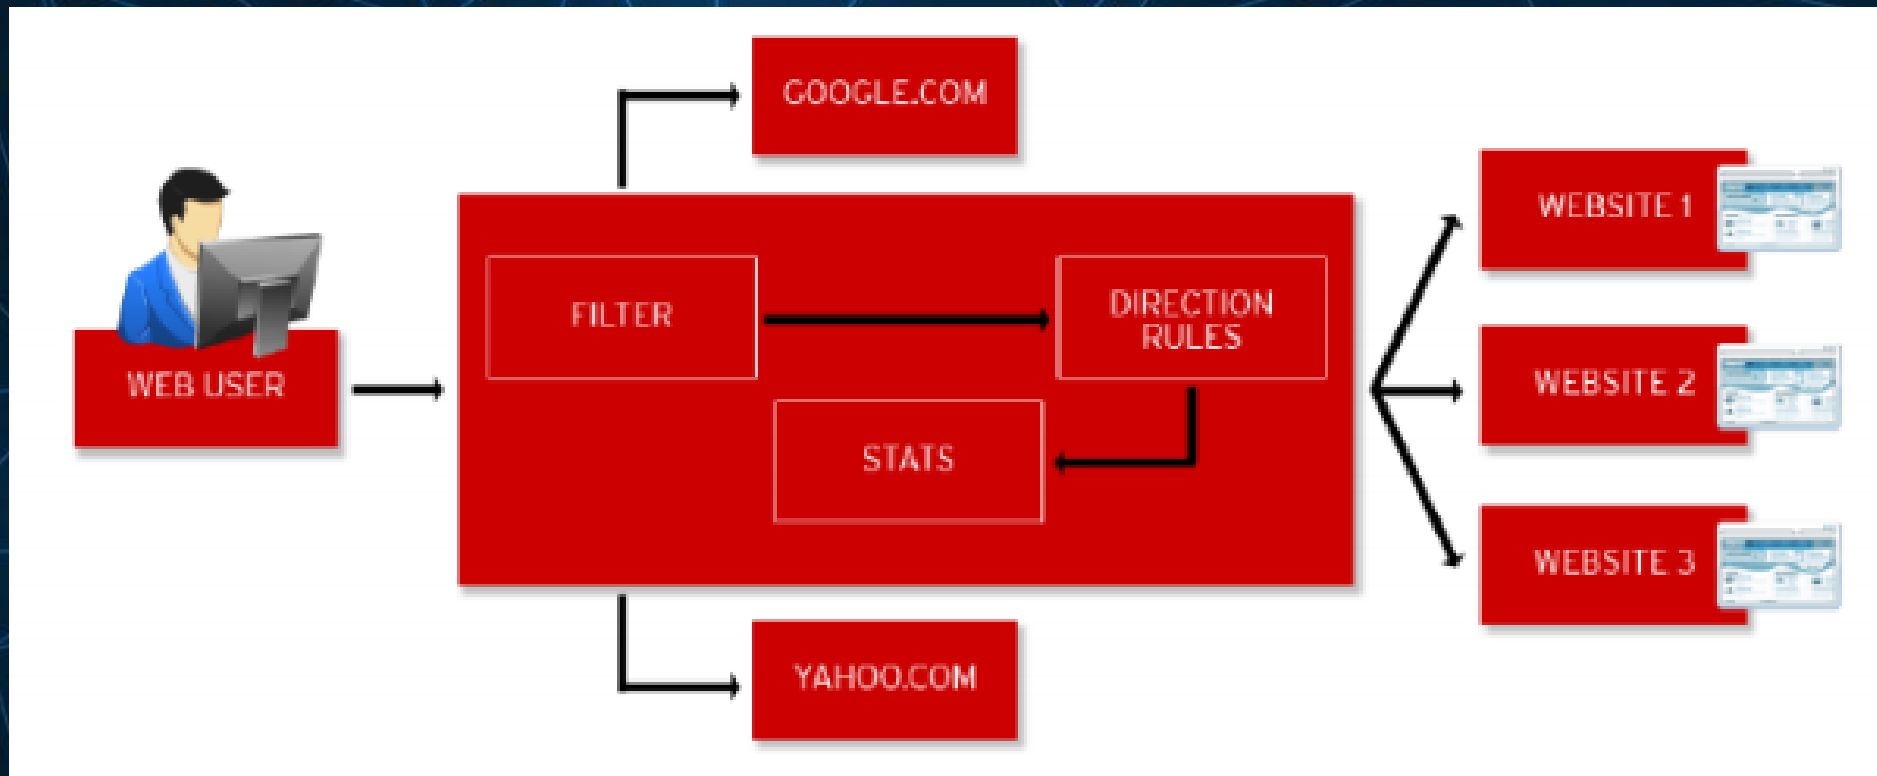 GOOGLE.COM
WEB USER
FILTER
DIRECTION
RULES
STATS
YAHOO.COM
WEBSITE 1
WEBSITE 2
WEBSITE 3